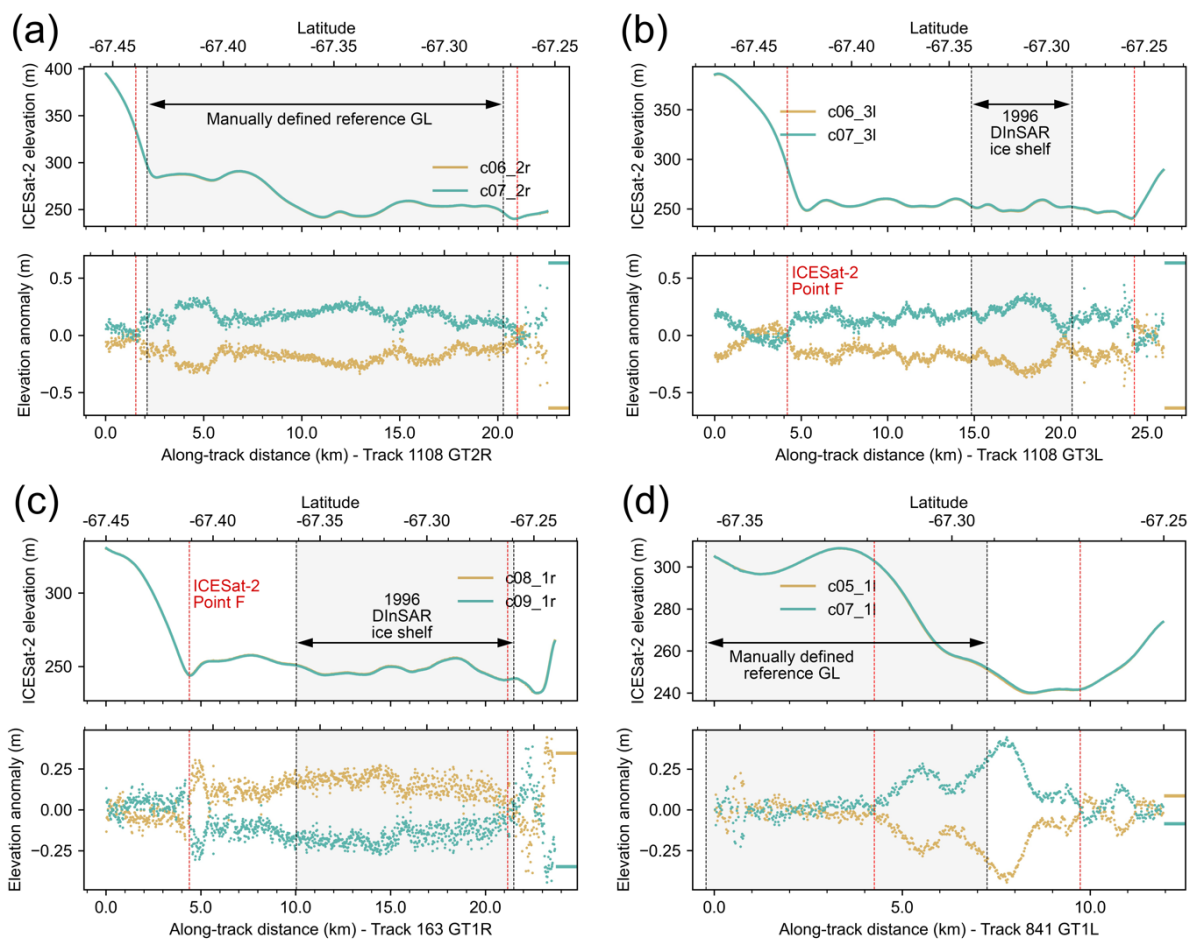 (a)
Latitude
-67.45 -67.40 -67.35 -67.30 -67.25
ICESat-2 elevation (m)
400
350
300
250
Manually defined reference GL
c06_2r
c07_2r
Elevation anomaly (m)
0.5
0.0
−0.5
0.0 5.0 10.0 15.0 20.0
Along-track distance (km) - Track 1108 GT2R
(b)
Latitude
-67.45 -67.40 -67.35 -67.30 -67.25
ICESat-2 elevation (m)
350
300
250
c06_3l
c07_3l
1996
DInSAR
ice shelf
Elevation anomaly (m)
0.5
0.0
−0.5
ICESat-2
Point F
0.0 5.0 10.0 15.0 20.0 25.0
Along-track distance (km) - Track 1108 GT3L
(c)
Latitude
-67.45 -67.40 -67.35 -67.30 -67.25
ICESat-2 elevation (m)
300
250
ICESat-2
Point F
c08_1r
c09_1r
1996
DInSAR
ice shelf
Elevation anomaly (m)
0.25
0.00
−0.25
0.0 5.0 10.0 15.0 20.0
Along-track distance (km) - Track 163 GT1R
(d)
Latitude
-67.35 -67.30 -67.25
ICESat-2 elevation (m)
300
280
260
240
c05_1l
c07_1l
Manually defined
reference GL
Elevation anomaly (m)
0.25
0.00
−0.25
0.0 5.0 10.0
Along-track distance (km) - Track 841 GT1L